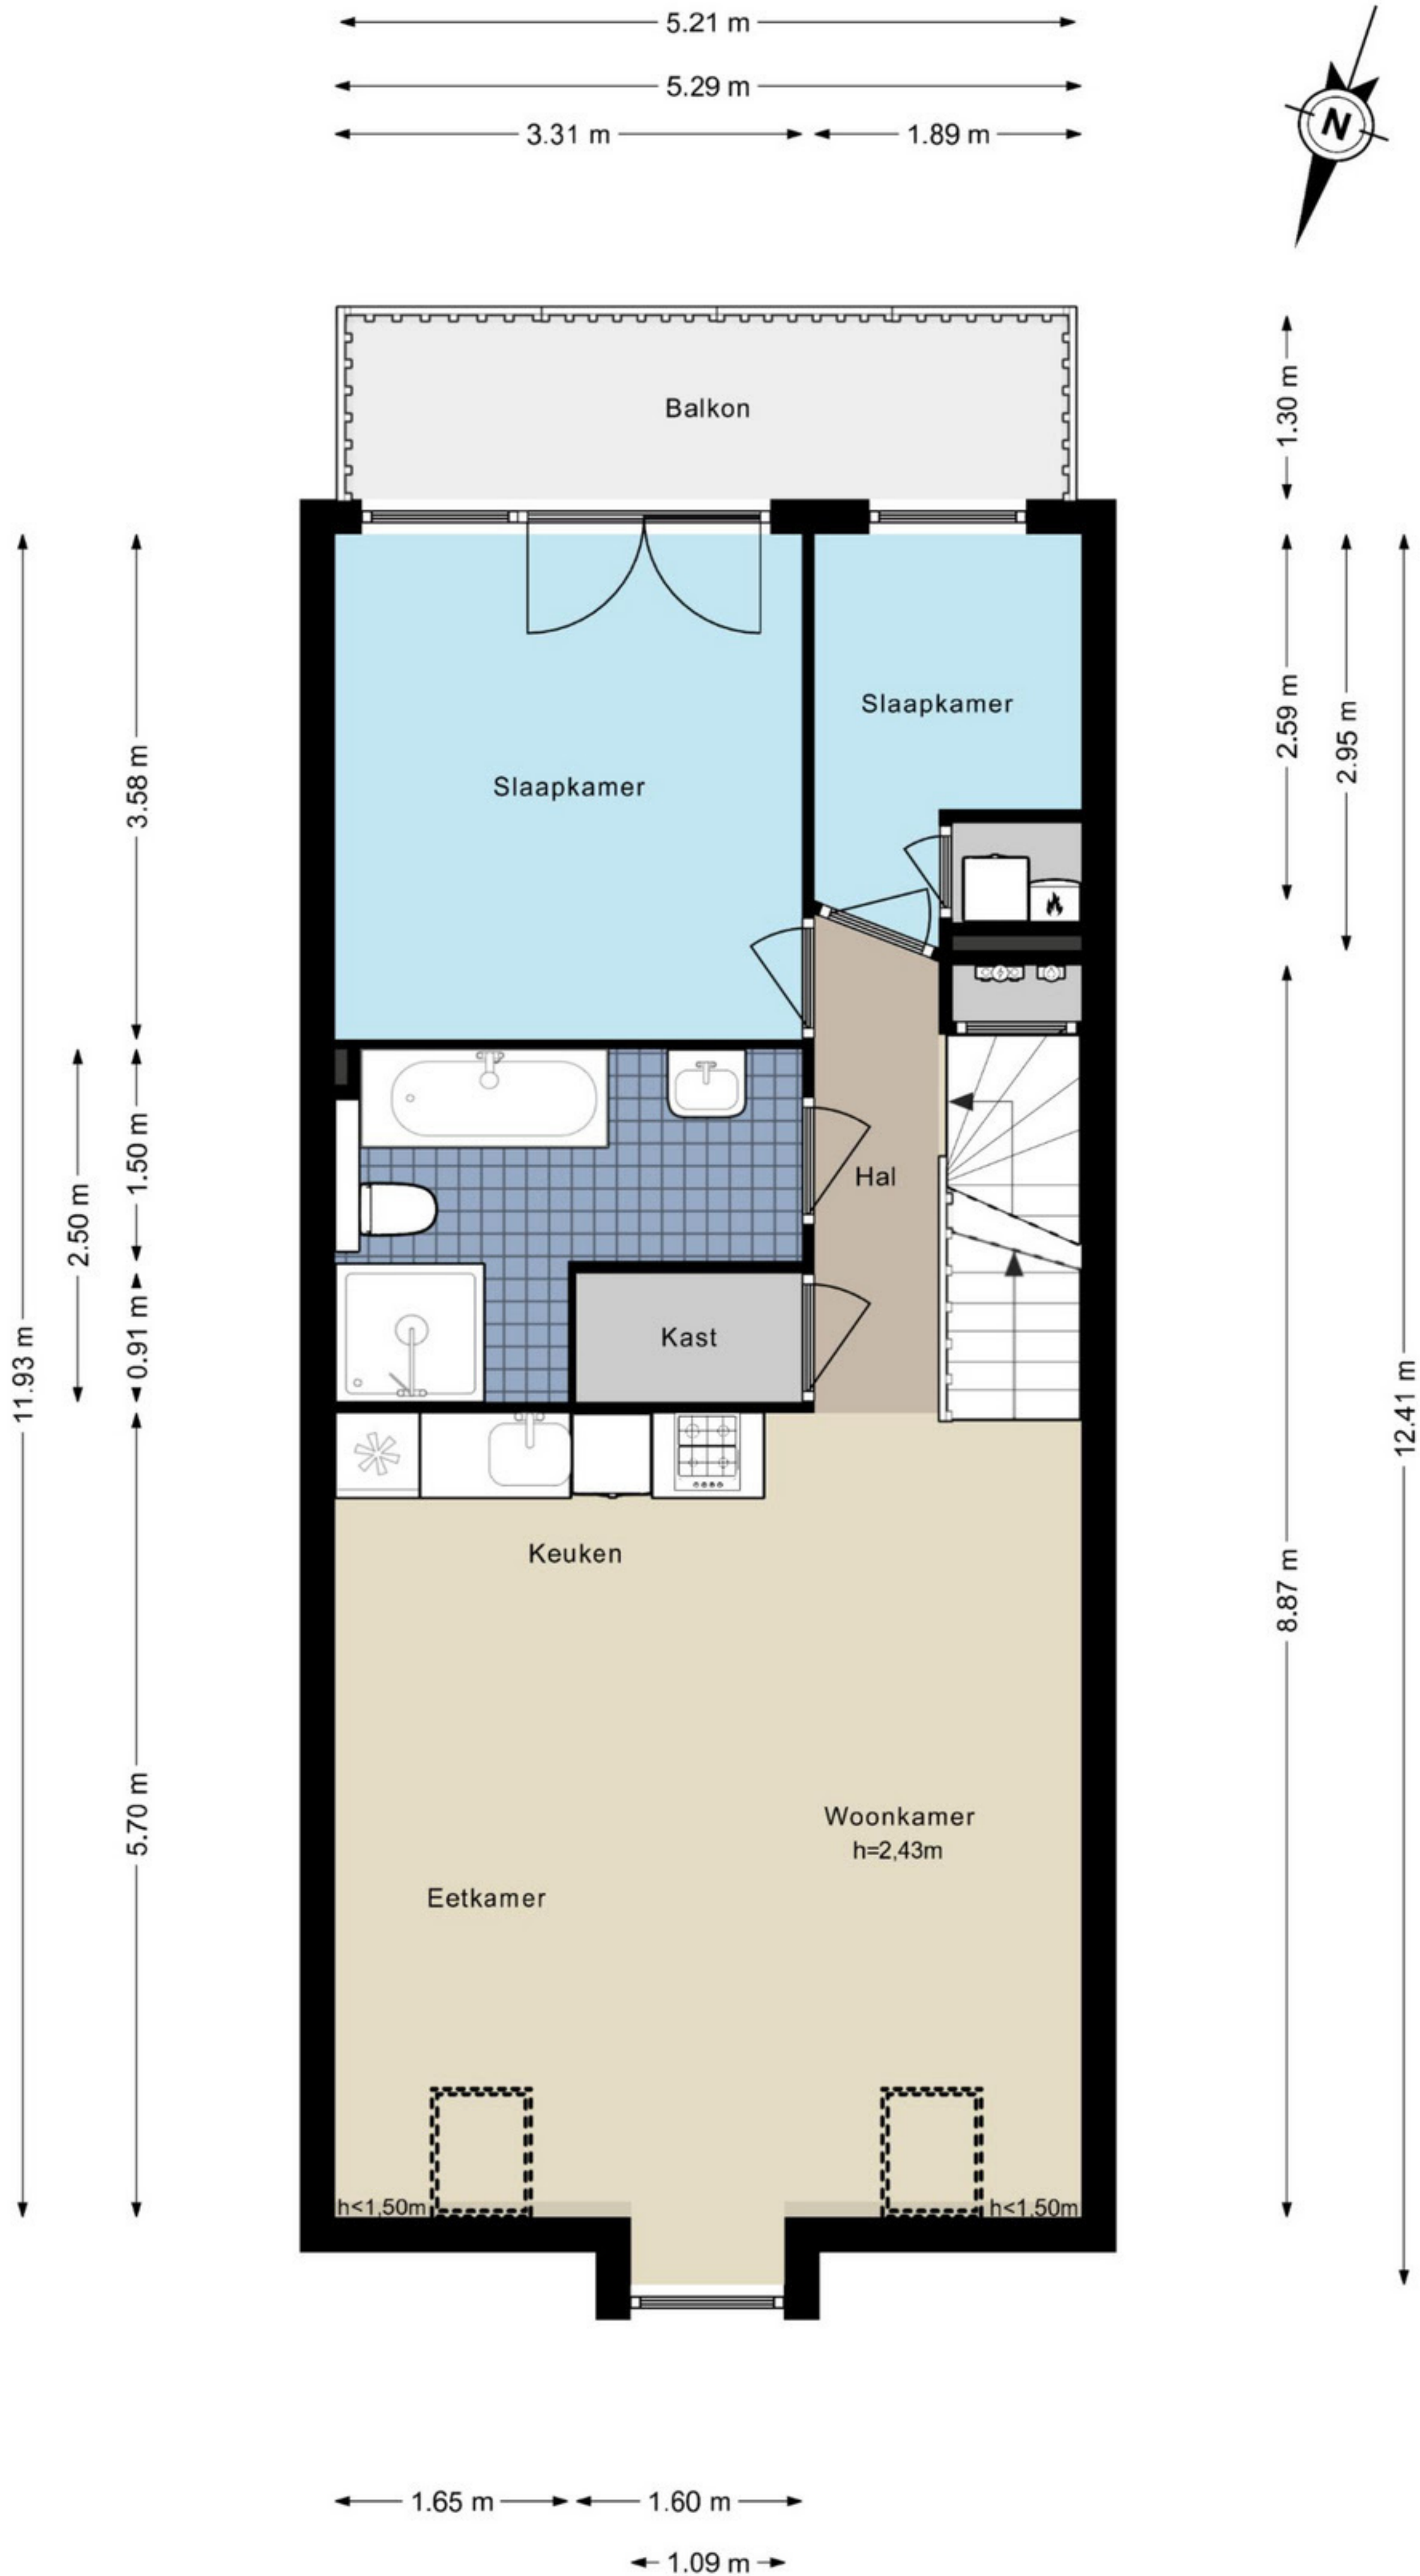 5.21 m
5.29 m
3.31 m
1.89 m
N
Balkon
1.30 m
Slaapkamer
2.59 m
2.95 m
3.58 m
Slaapkamer
1.50 m
2.50 m
Hal
0.91 m
Kast
11.93 m
12.41 m
Keuken
8.87 m
5.70 m
Woonkamer
h=2,43m
Eetkamer
h<1,50m
h<1.50m
1.65 m
1.60 m
1.09 m